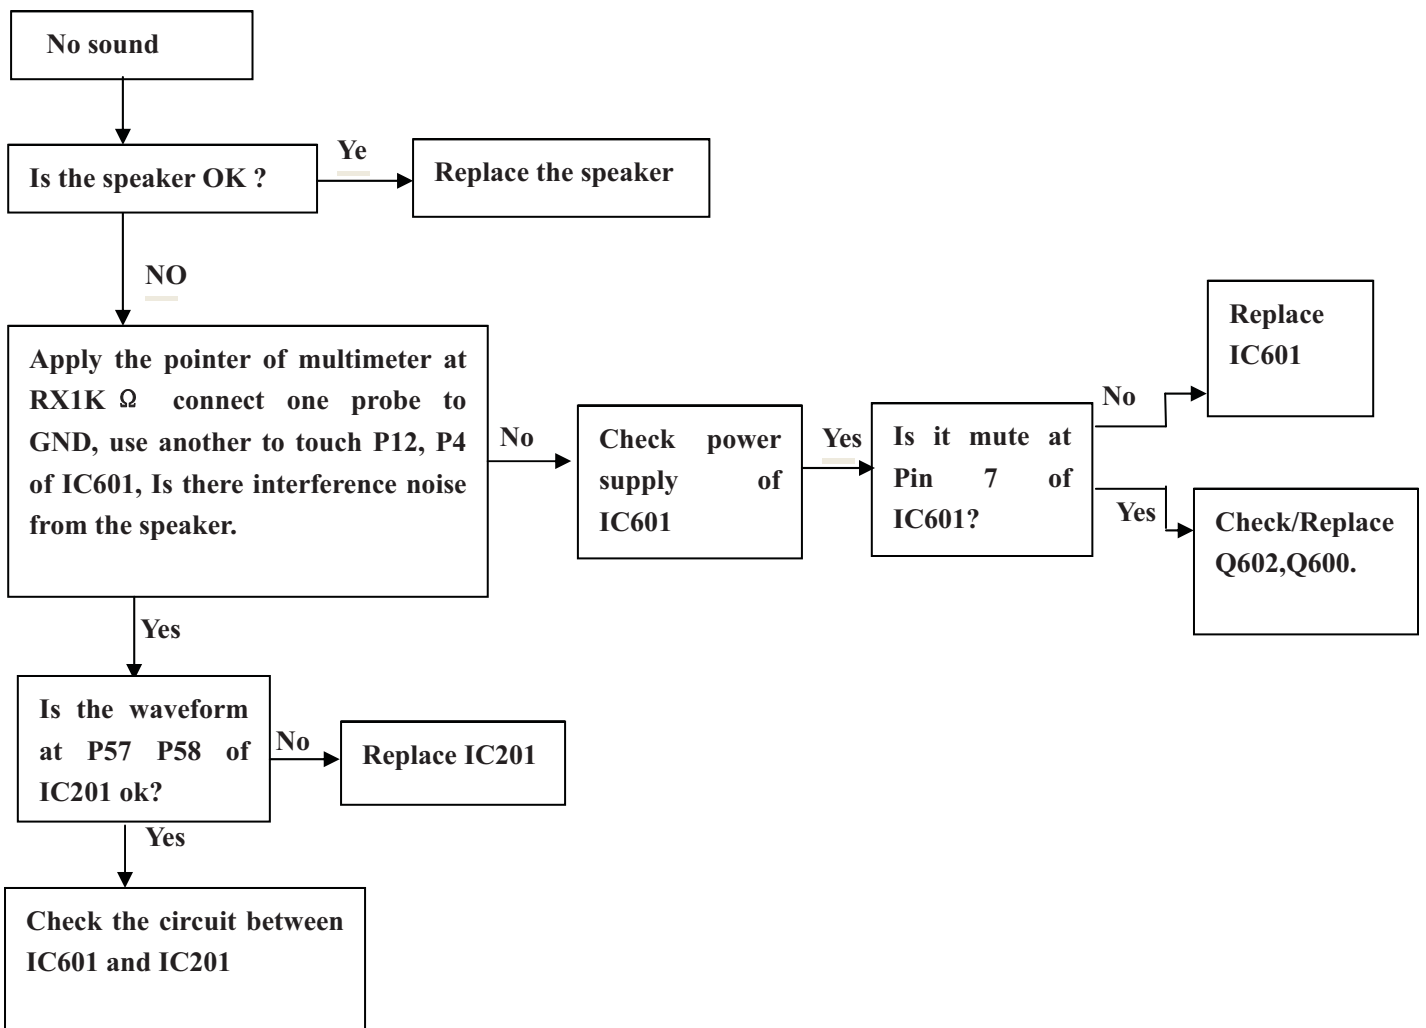 No sound
Is the speaker OK ?
Ye
Replace the speaker
NO
Apply the pointer of multimeter at
RX1K Ω connect one probe to
GND, use another to touch P12, P4
of IC601, Is there interference noise
from the speaker.
No
Check power
supply of
IC601
Yes
Is it mute at
Pin 7 of
IC601?
No
Replace
IC601
Yes
Check/Replace
Q602,Q600.
Yes
Is the waveform
at P57 P58 of
IC201 ok?
No
Replace IC201
Yes
Check the circuit between
IC601 and IC201